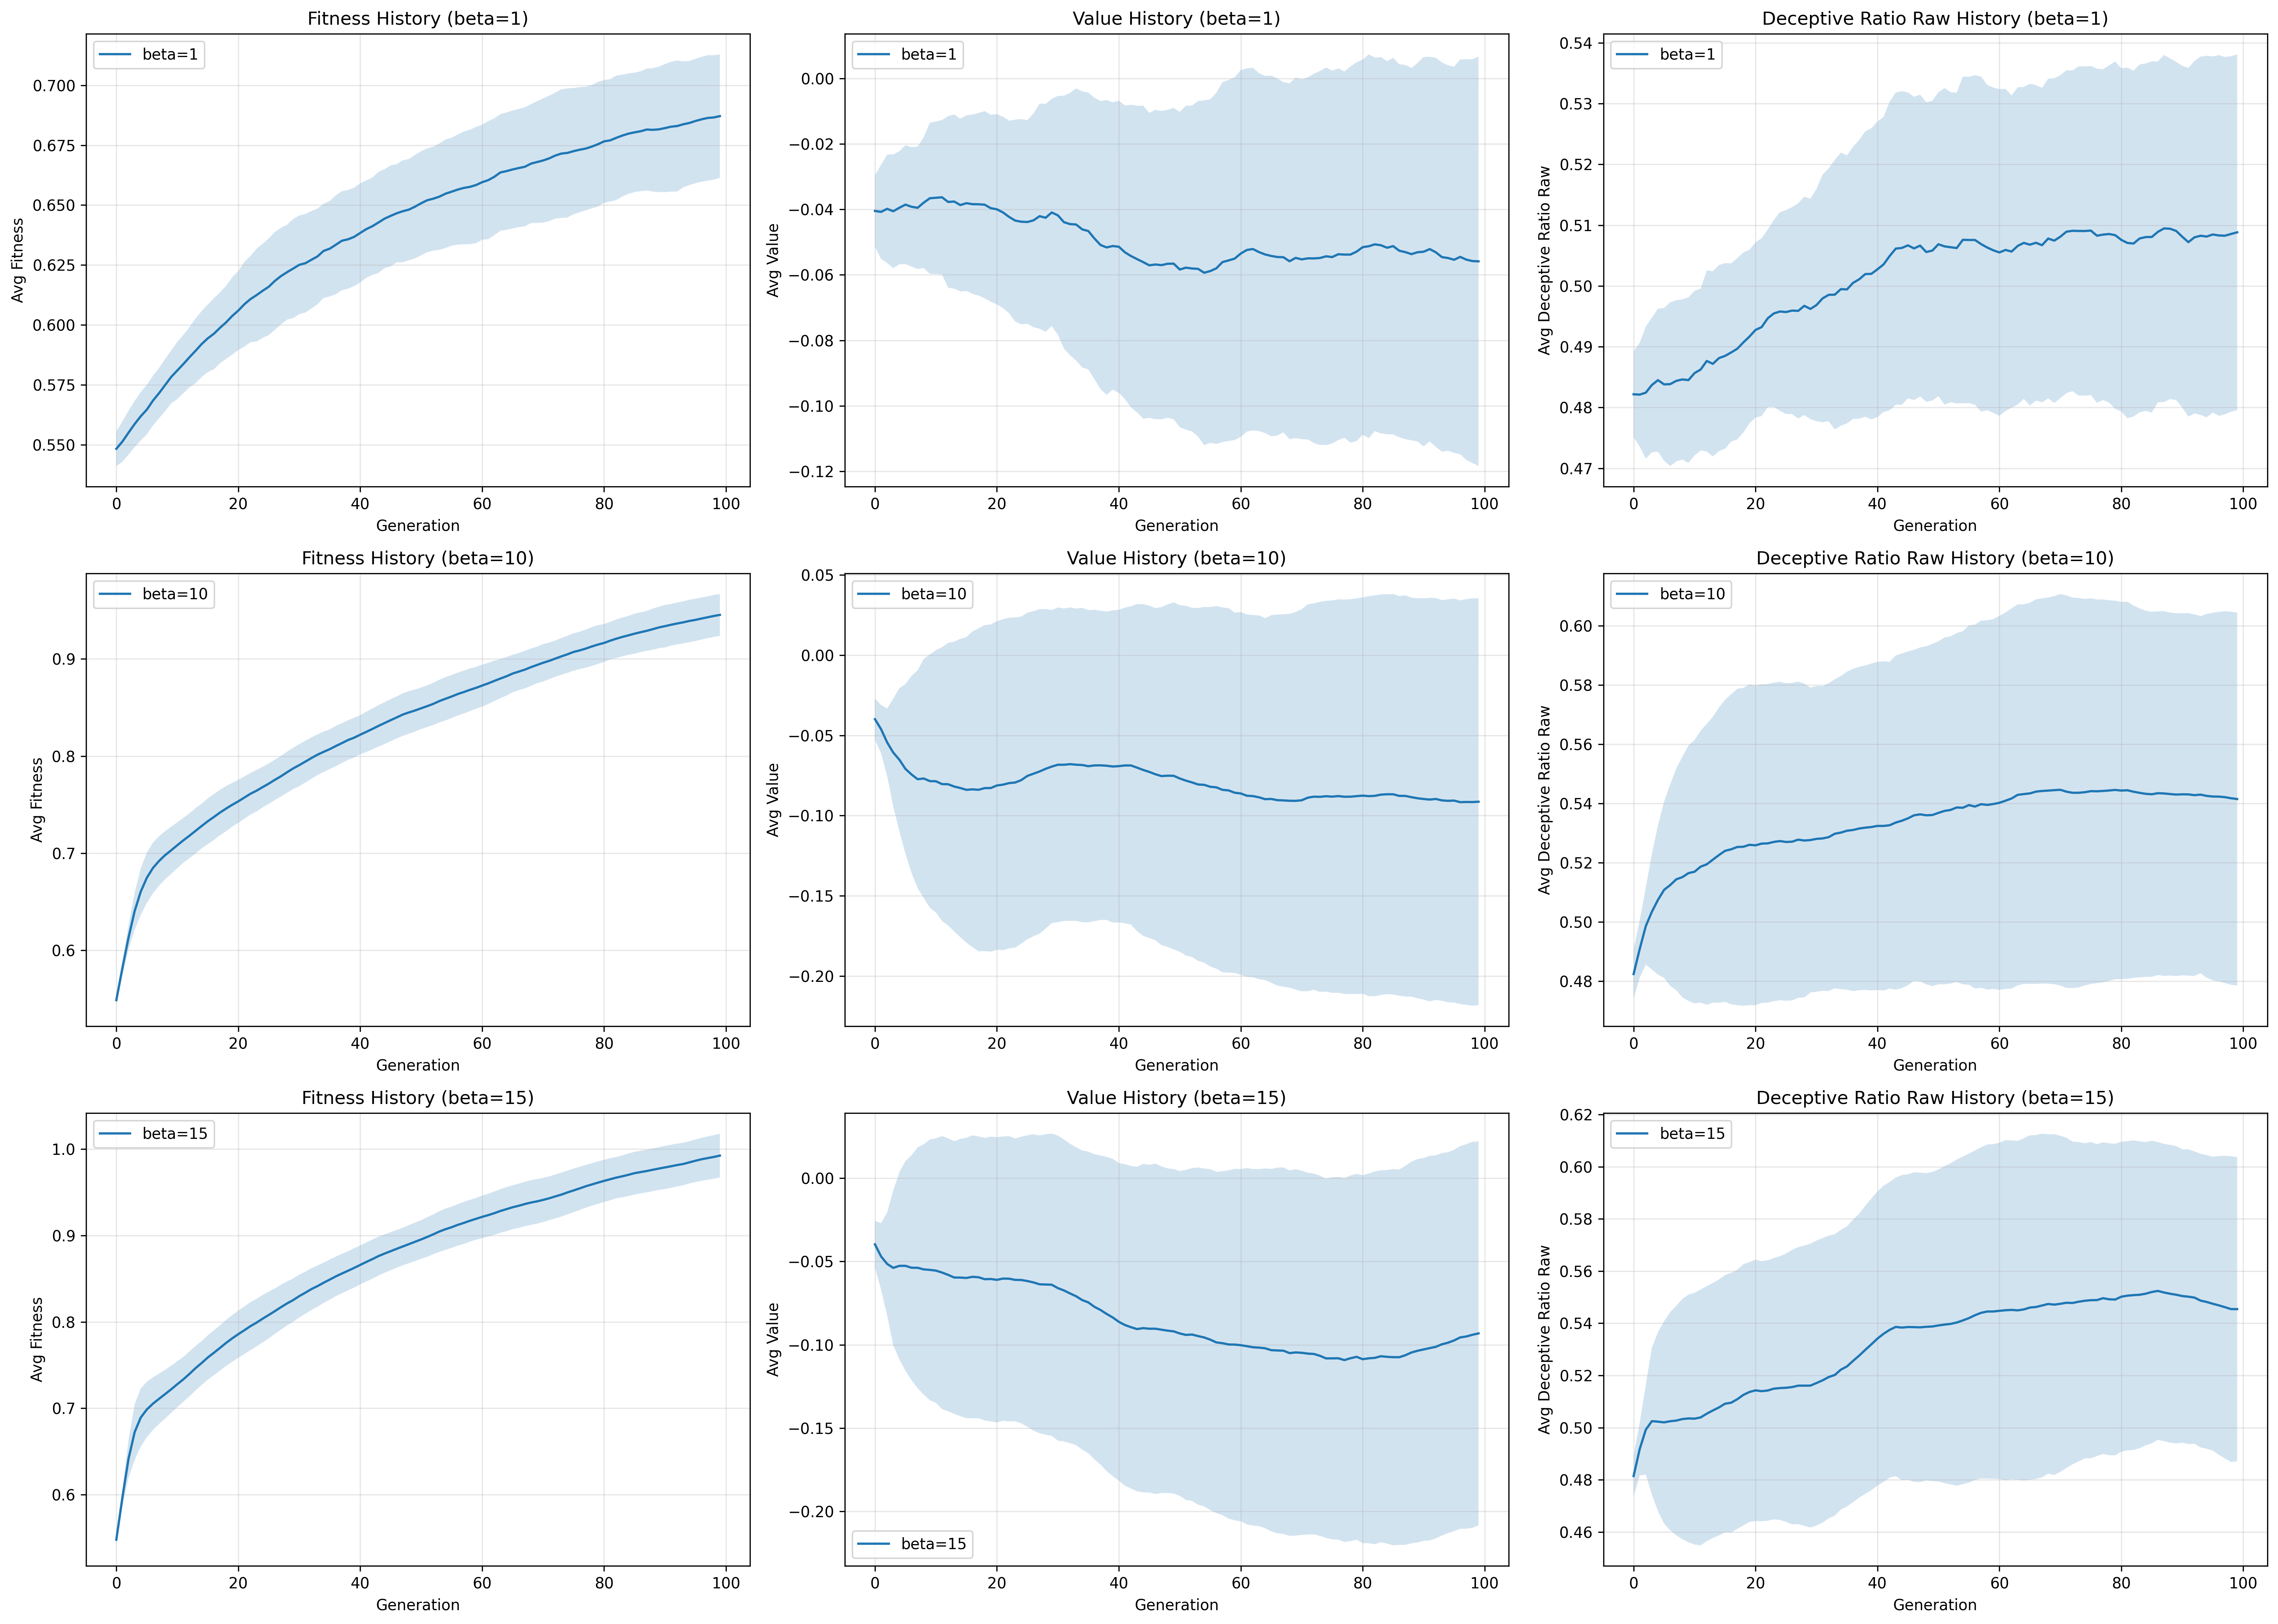 Fitness History (beta=1)
beta=1
0.700
0.675
0.650
0.625
0.600
0.575
0.550
Avg Fitness
0 20 40 60 80 100
Generation
Value History (beta=1)
beta=1
0.00
−0.02
−0.04
−0.06
−0.08
−0.10
−0.12
Avg Value
0 20 40 60 80 100
Generation
Deceptive Ratio Raw History (beta=1)
beta=1
0.54
0.53
0.52
0.51
0.50
0.49
0.48
0.47
Avg Deceptive Ratio Raw
0 20 40 60 80 100
Generation
Fitness History (beta=10)
beta=10
0.9
0.8
0.7
0.6
Avg Fitness
0 20 40 60 80 100
Generation
Value History (beta=10)
beta=10
0.05
0.00
−0.05
−0.10
−0.15
−0.20
Avg Value
0 20 40 60 80 100
Generation
Deceptive Ratio Raw History (beta=10)
beta=10
0.60
0.58
0.56
0.54
0.52
0.50
0.48
Avg Deceptive Ratio Raw
0 20 40 60 80 100
Generation
Fitness History (beta=15)
beta=15
1.0
0.9
0.8
0.7
0.6
Avg Fitness
0 20 40 60 80 100
Generation
Value History (beta=15)
0.00
−0.05
−0.10
−0.15
−0.20
beta=15
Avg Value
0 20 40 60 80 100
Generation
Deceptive Ratio Raw History (beta=15)
beta=15
0.62
0.60
0.58
0.56
0.54
0.52
0.50
0.48
0.46
Avg Deceptive Ratio Raw
0 20 40 60 80 100
Generation